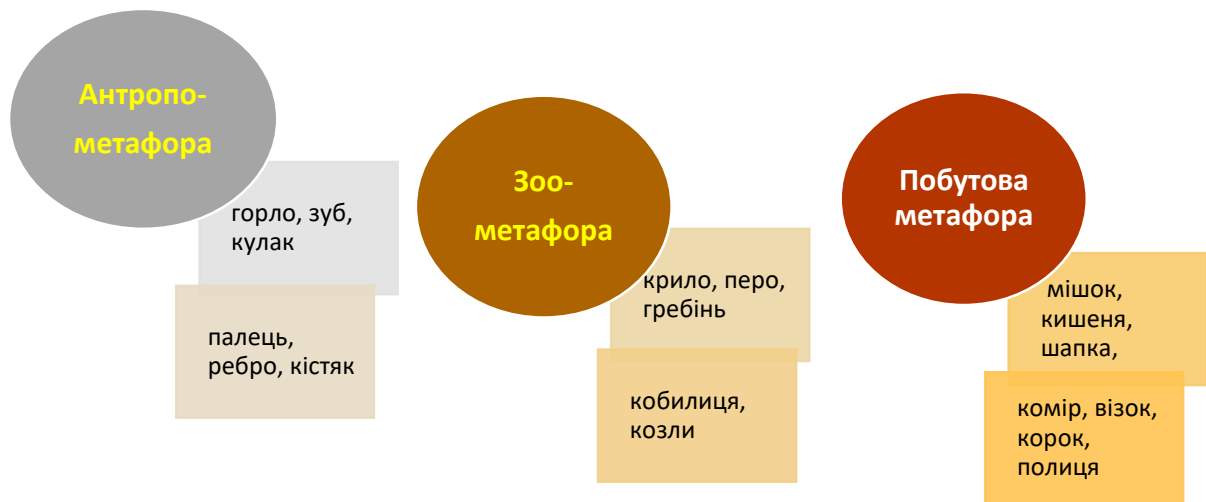 Антропо-
метафора
горло, зуб,
кулак
палець,
ребро, кістяк
Зоо-
метафора
крило, перо,
гребінь
кобилиця,
козли
Побутова
метафора
мішок,
кишеня,
шапка,
комір, візок,
корок,
полиця